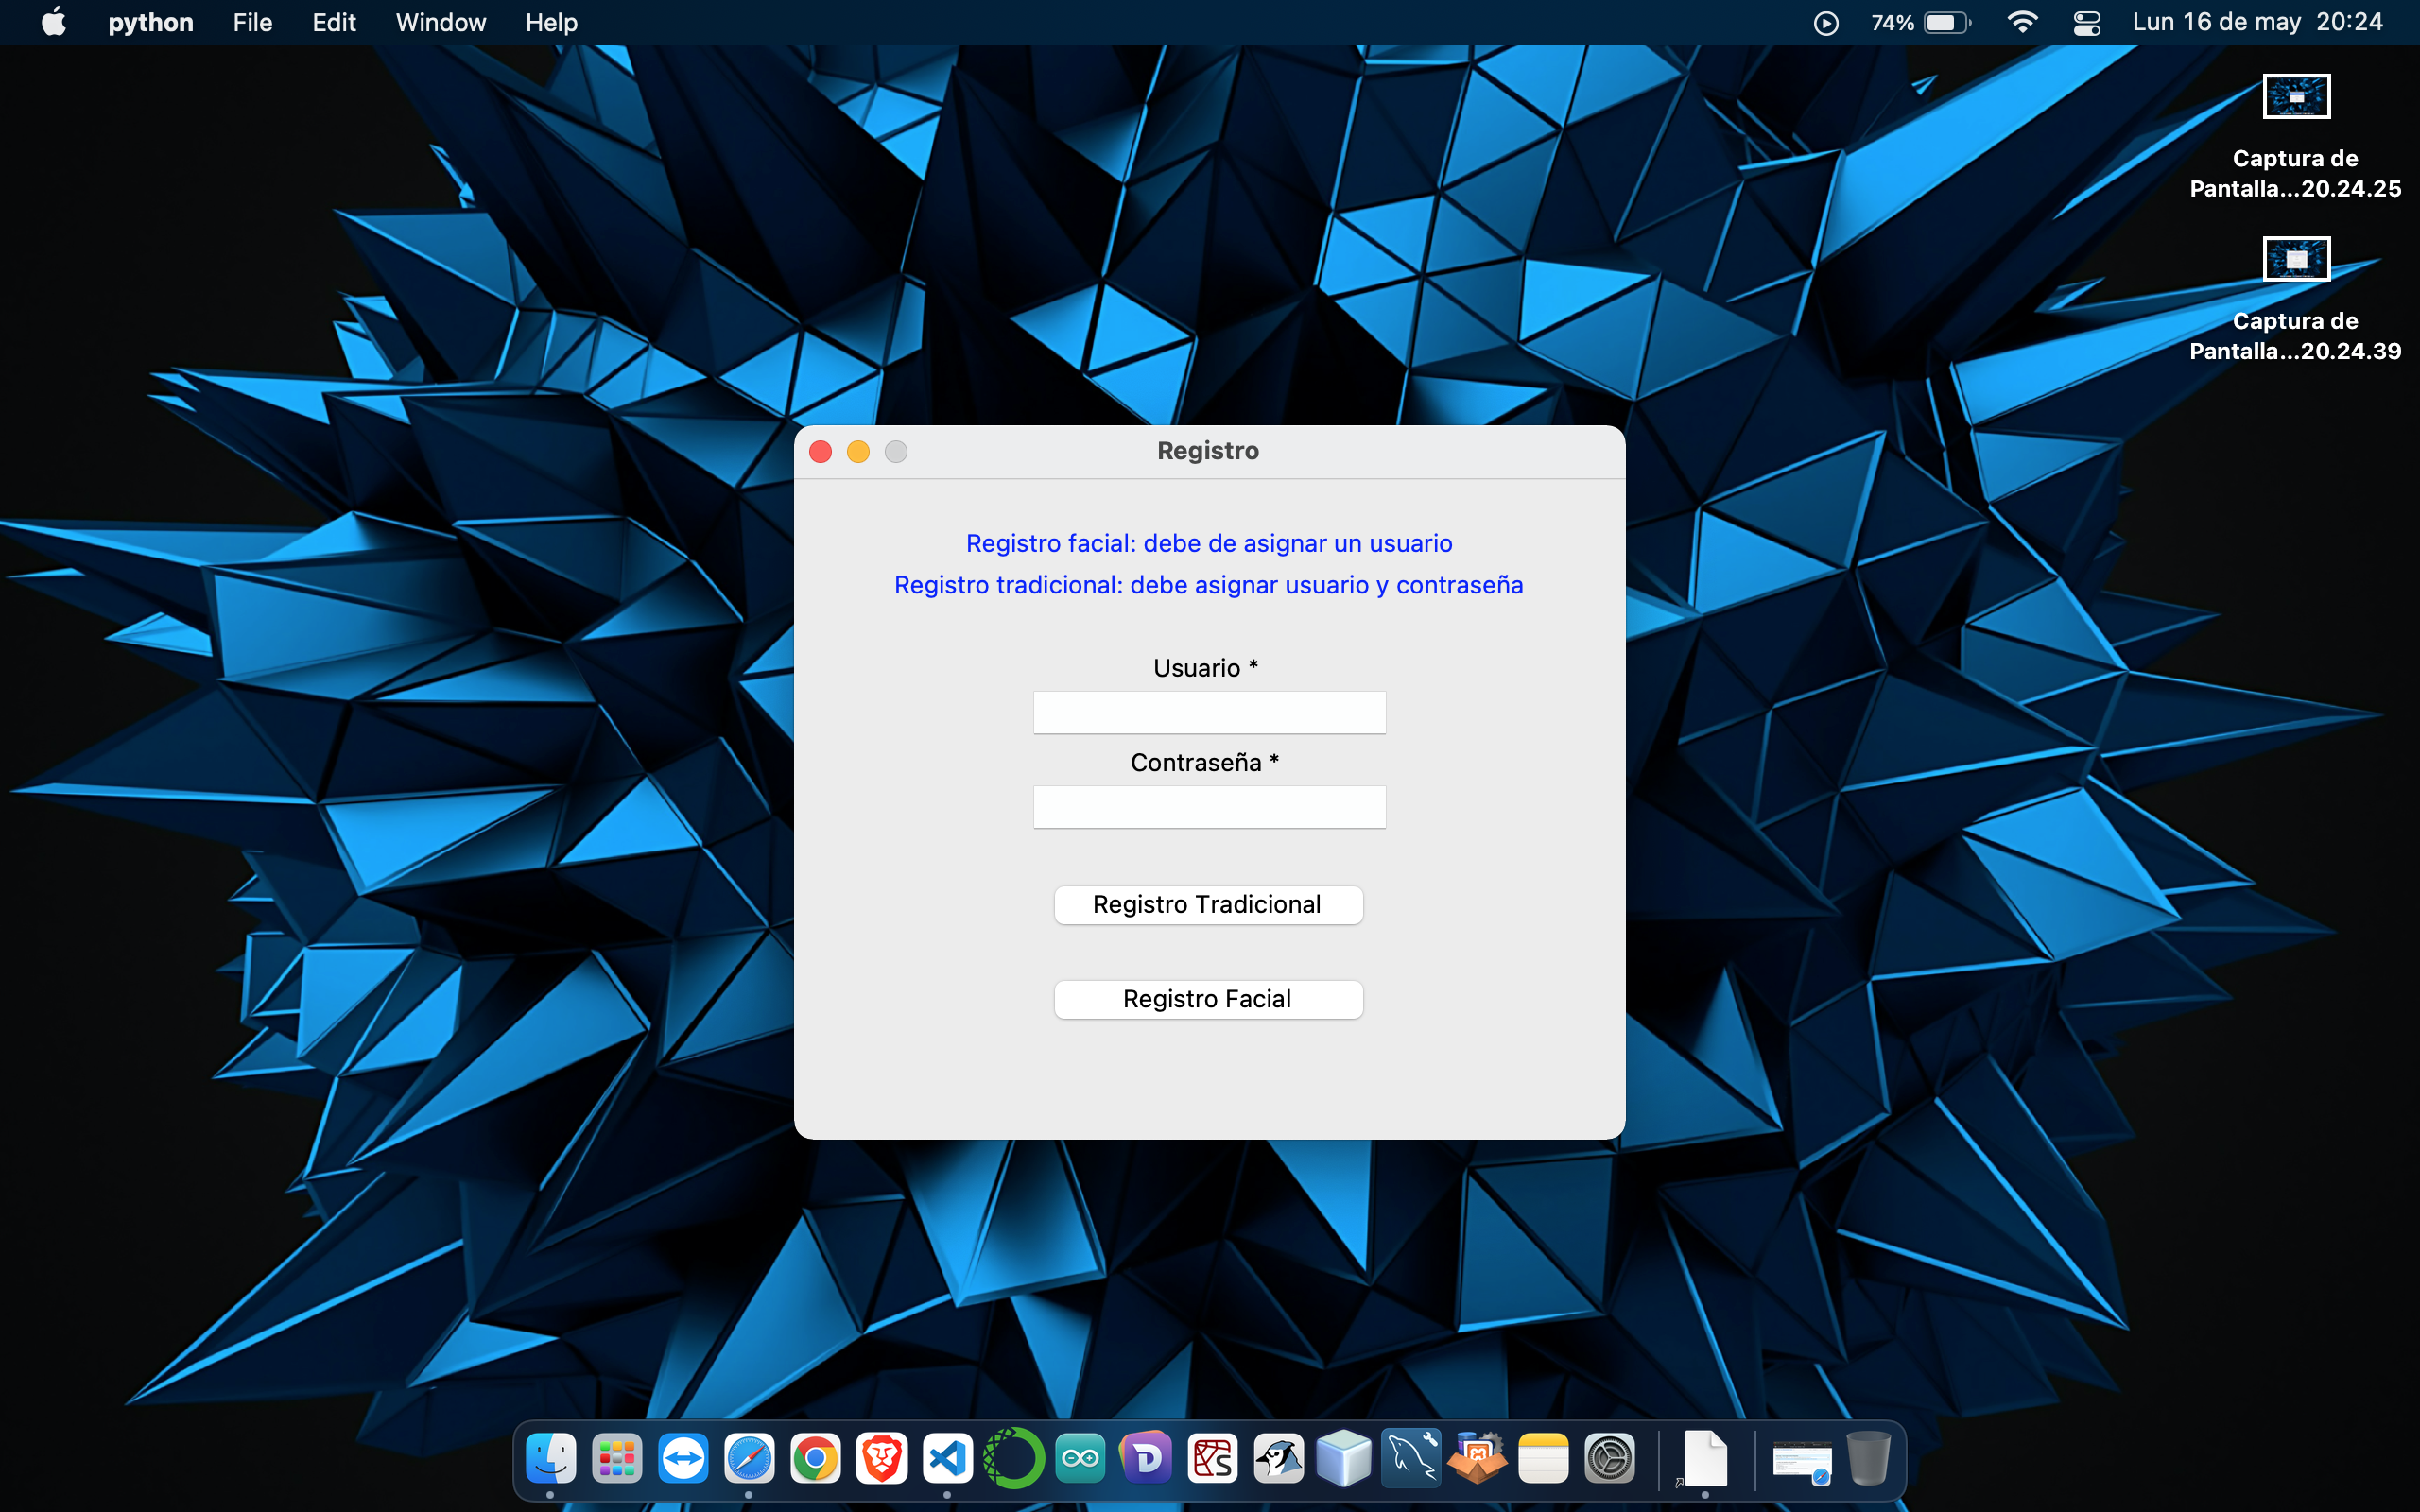 python File Edit Window Help 74% Lun 16 de may 20:24
Captura de
Pantalla...20.24.25
Captura de
Pantalla...20.24.39
Registro
Registro facial: debe de asignar un usuario
Registro tradicional: debe asignar usuario y contraseña
Usuario *
Contraseña *
Registro Tradicional
Registro Facial